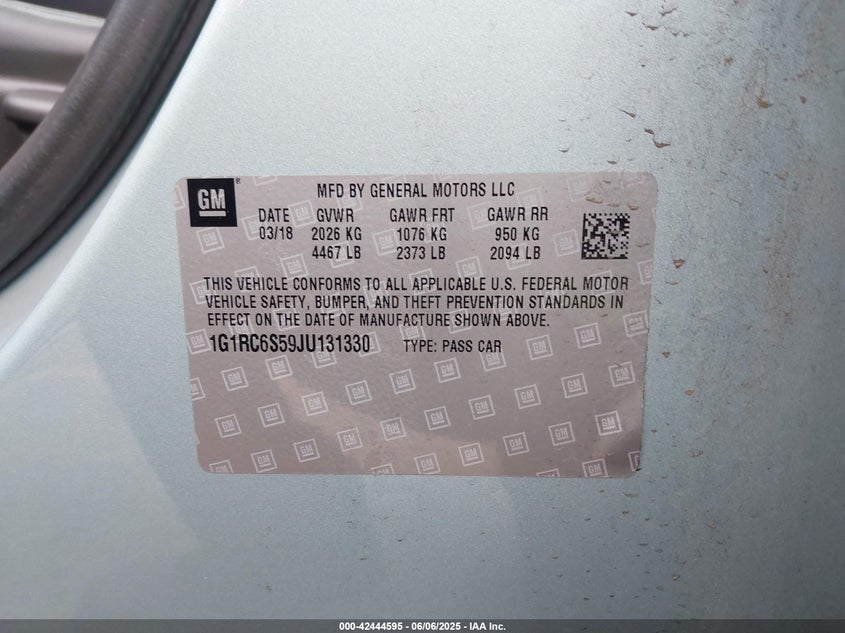 GM ®
MFD BY GENERAL MOTORS LLC
DATE GVWR GAWR FRT GAWR RR
03/18 2026 KG 1076 KG 950 KG
4467 LB 2373 LB 2094 LB
THIS VEHICLE CONFORMS TO ALL APPLICABLE U.S. FEDERAL MOTOR
VEHICLE SAFETY, BUMPER, AND THEFT PREVENTION STANDARDS IN
EFFECT ON THE DATE OF MANUFACTURE SHOWN ABOVE.
1G1RC6S59JU131330 TYPE: PASS CAR
000-42444595 - 06/06/2025 - IAA Inc.